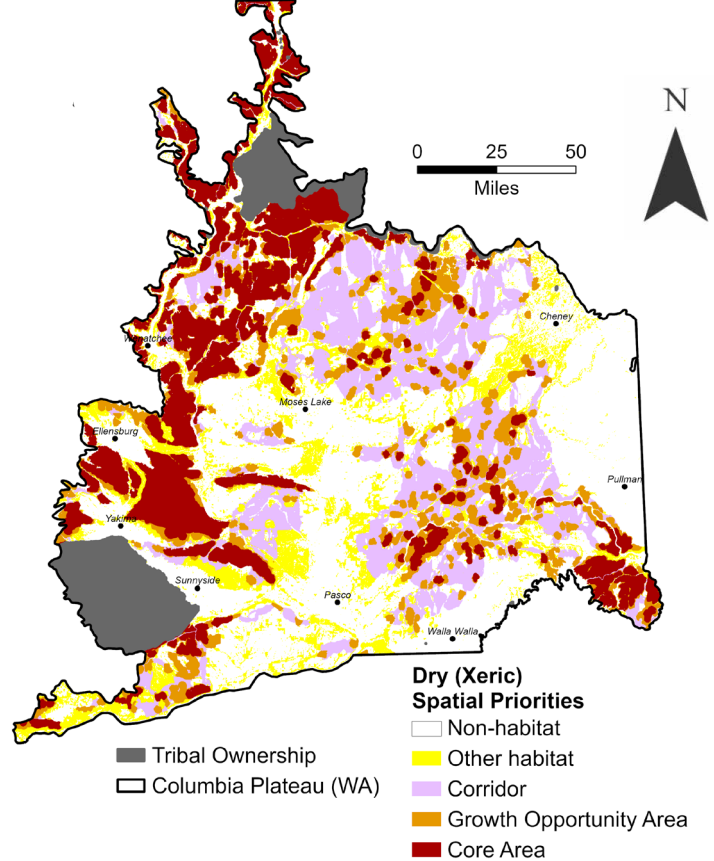 N
0 25 50
Miles
Cheney
Wenatchee
Moses Lake
Ellensburg
Pullman
Yakima
Sunnyside
Pasco
Walla Walla
Dry (Xeric)
Spatial Priorities
Non-habitat
Other habitat
Corridor
Growth Opportunity Area
Core Area
Tribal Ownership
Columbia Plateau (WA)